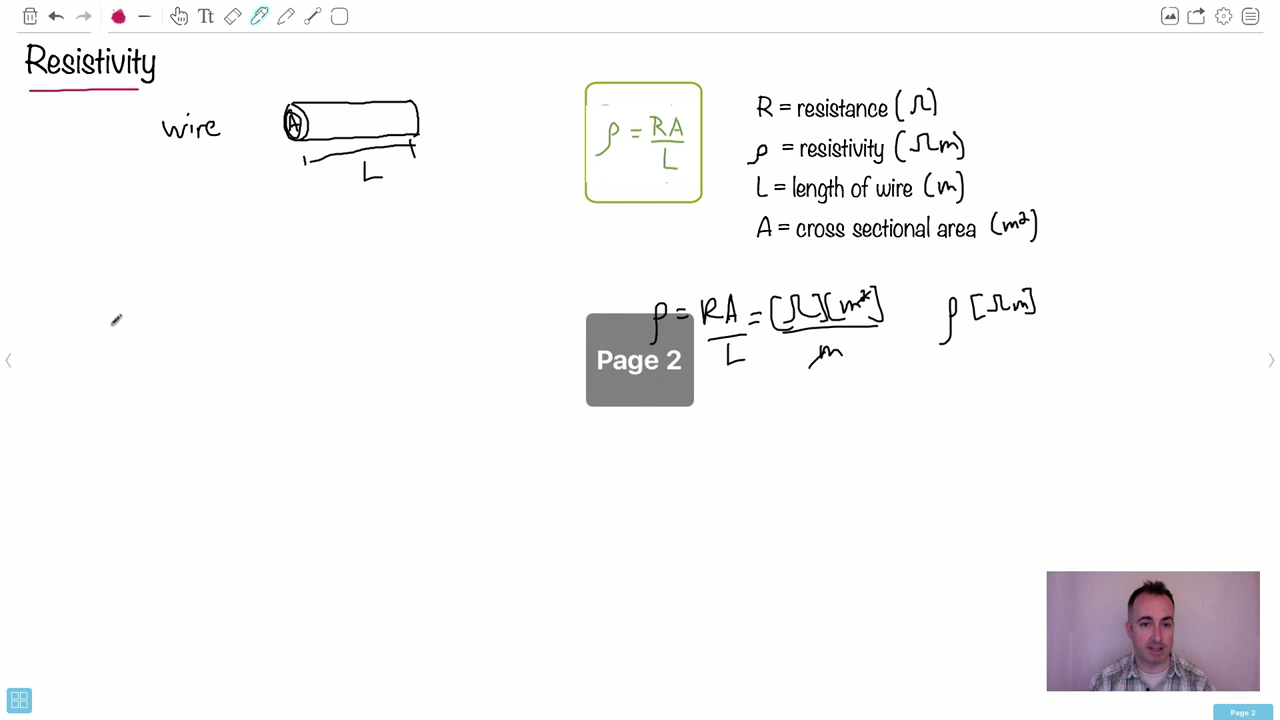 Tt
Resistivity
wire
A
L
ρ = RA
L
R = resistance (Ω)
ρ = resistivity (Ωm)
L = length of wire (m)
A = cross sectional area (m²)
ρ = RA = [Ω][m²]
L m
ρ [Ωm]
Page 2
Page 2